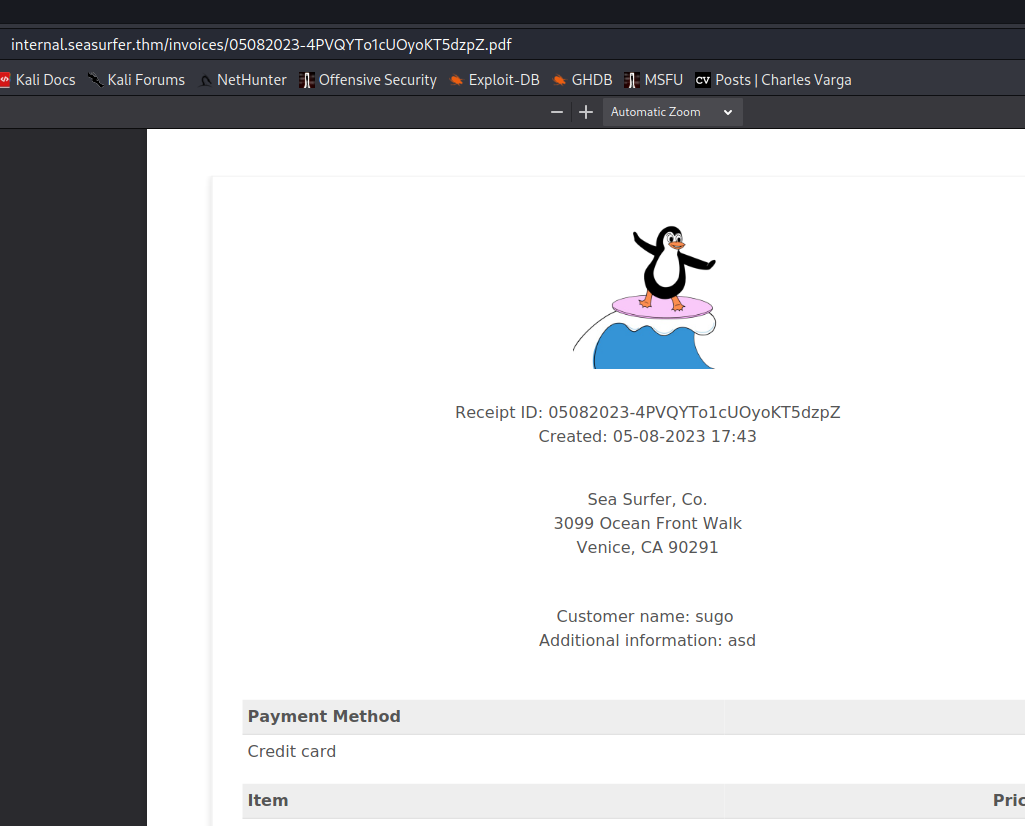 internal.seasurfer.thm/invoices/05082023-4PVQYTo1cUOyoKT5dzpZ.pdf
Kali Docs Kali Forums NetHunter Offensive Security Exploit-DB GHDB MSFU CV Posts | Charles Varga
Automatic Zoom
Receipt ID: 05082023-4PVQYTo1cUOyoKT5dzpZ
Created: 05-08-2023 17:43
Sea Surfer, Co.
3099 Ocean Front Walk
Venice, CA 90291
Customer name: sugo
Additional information: asd
Payment Method
Credit card
Item